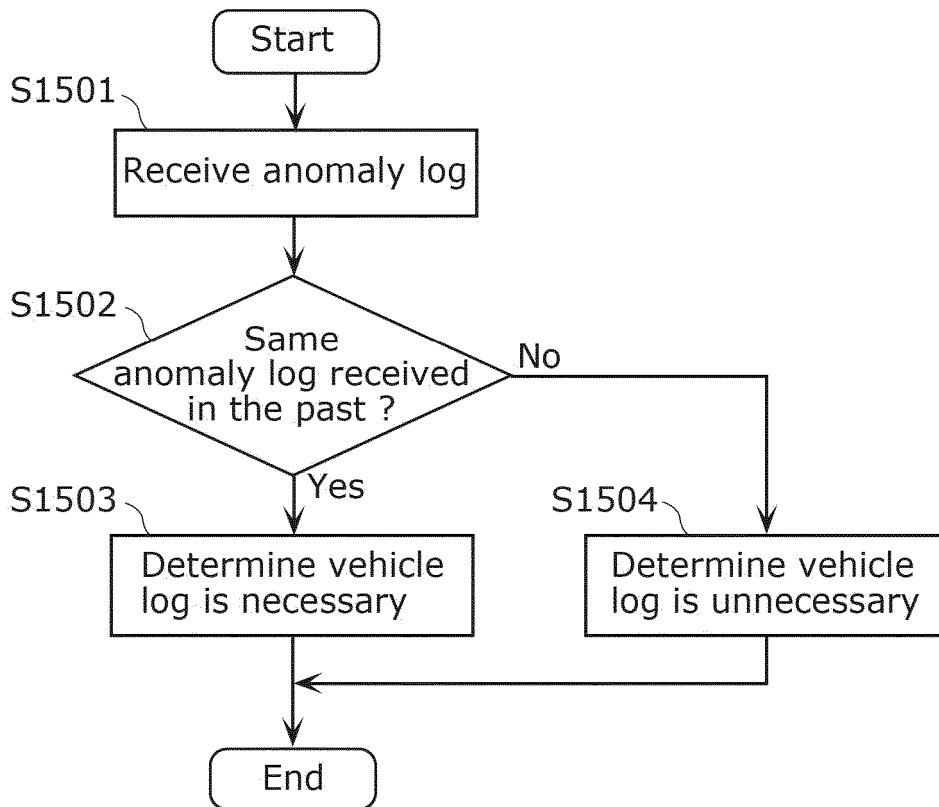 Start
S1501
Receive anomaly log
S1502
Same
anomaly log received
in the past ?
No
Yes
S1503
S1504
Determine vehicle
log is necessary
Determine vehicle
log is unnecessary
End